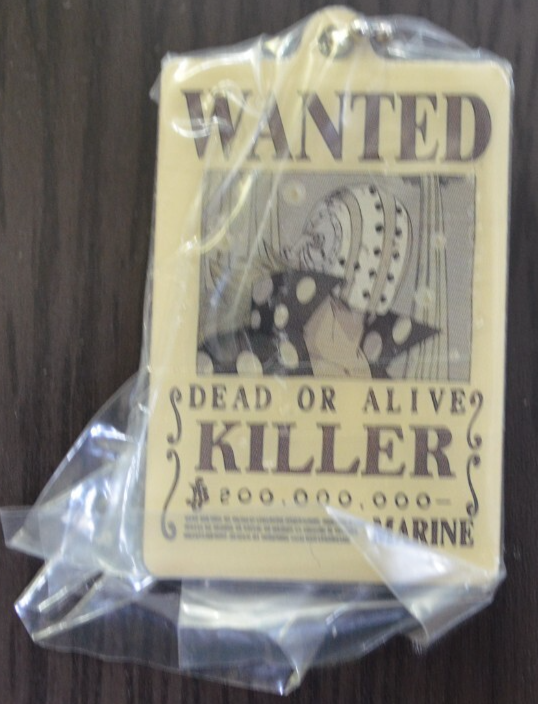 WANTED
DEAD OR ALIVE
KILLER
฿200,000,000-
MARINE